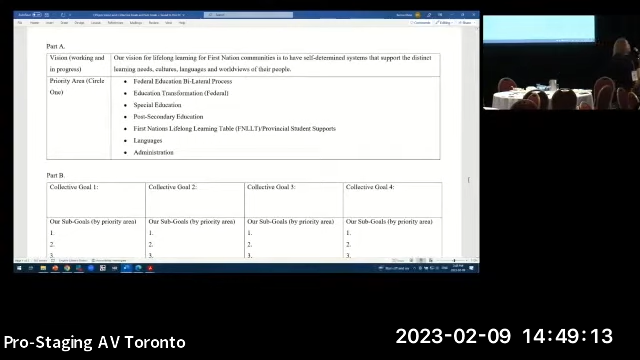 Part A.
Vision (working and in progress)
Our vision for lifelong learning for First Nation communities is to have self-determined systems that support the distinct
learning needs, cultures, languages and worldviews of their people.
Priority Area (Circle One)
• Federal Education Bi-Lateral Process
• Education Transformation (Federal)
• Special Education
• Post-Secondary Education
• First Nations Lifelong Learning Table (FNLLT)/Provincial Student Supports
• Languages
• Administration
Part B.
Collective Goal 1: Collective Goal 2: Collective Goal 3: Collective Goal 4:
Our Sub-Goals (by priority area) Our Sub-Goals (by priority area) Our Sub-Goals (by priority area) Our Sub-Goals (by priority area)
1. 1. 1. 1.
2. 2. 2. 2.
3. 3. 3. 3.
Pro-Staging AV Toronto
2023-02-09 14:49:13